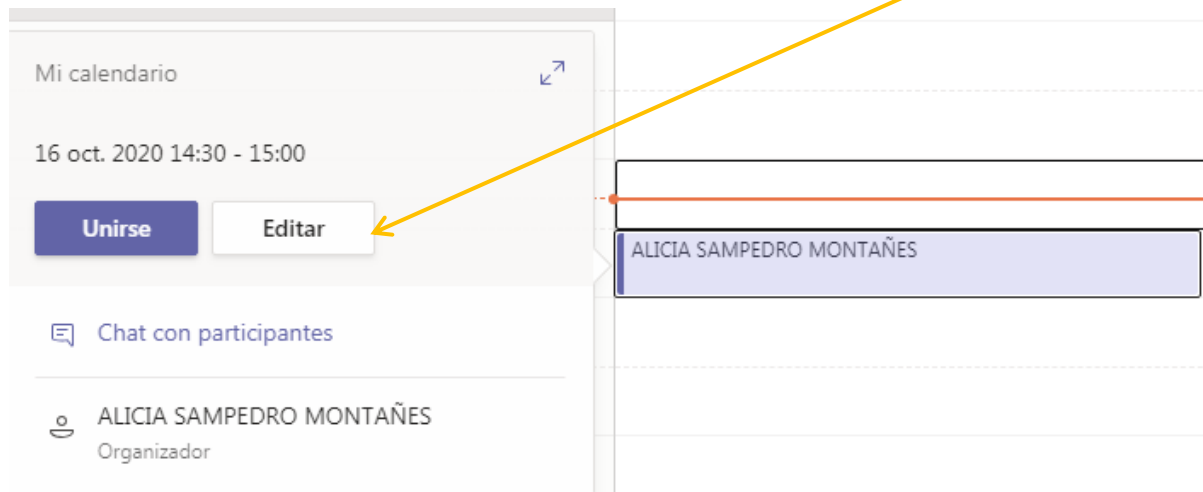 Mi calendario
16 oct. 2020 14:30 - 15:00
Unirse
Editar
Chat con participantes
ALICIA SAMPEDRO MONTAÑES
Organizador
ALICIA SAMPEDRO MONTAÑES